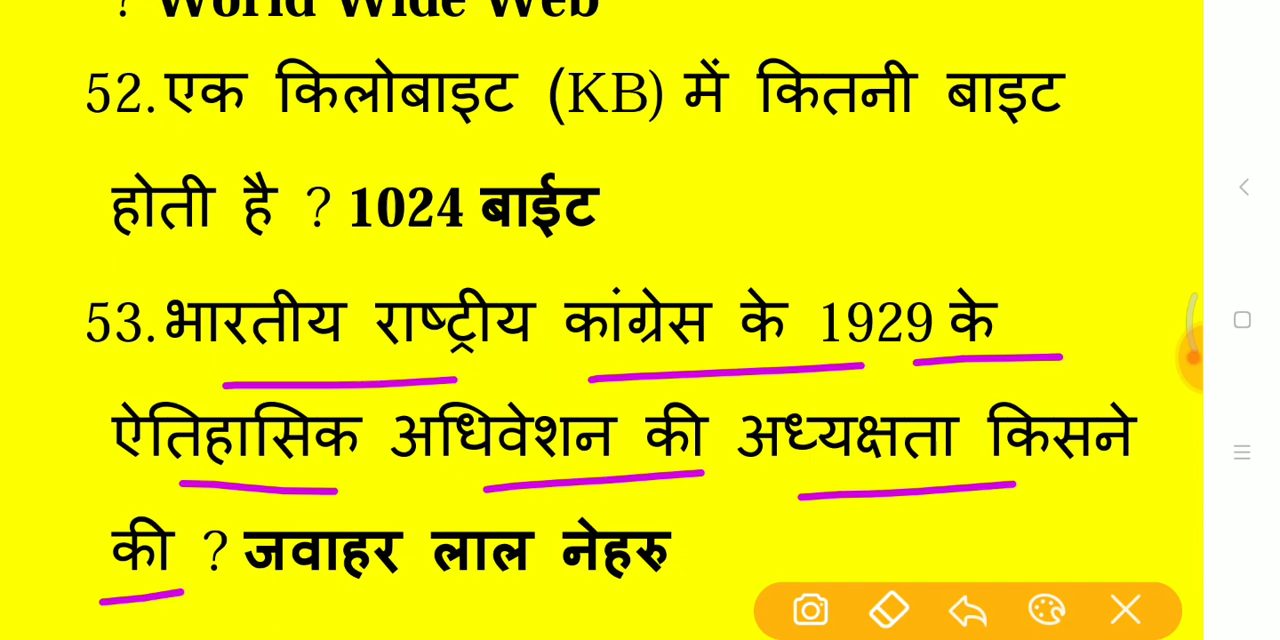 ? World Wide Web
52. एक किलोबाइट (KB) में कितनी बाइट
होती है ? 1024 बाईट
53. भारतीय राष्ट्रीय कांग्रेस के 1929 के
ऐतिहासिक अधिवेशन की अध्यक्षता किसने
की ? जवाहर लाल नेहरु